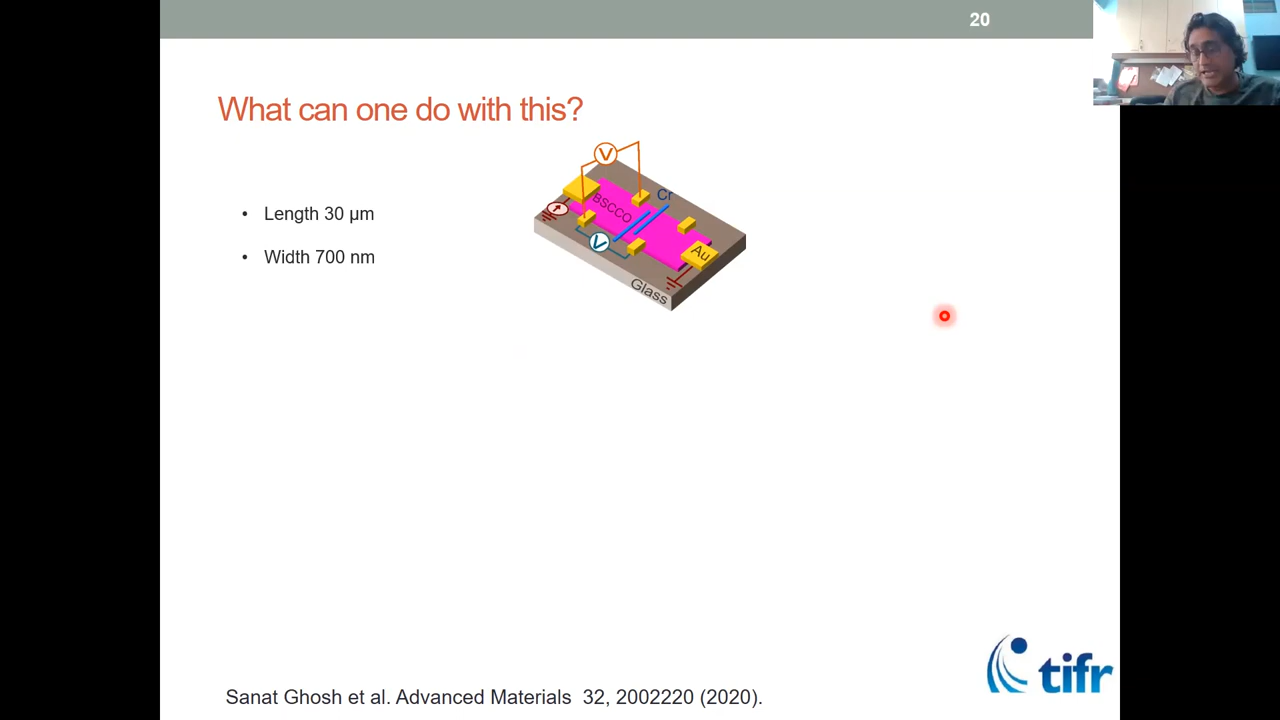 20
What can one do with this?
• Length 30 μm
• Width 700 nm
V
Cr
BSCCO
V
Au
Glass
tifr
Sanat Ghosh et al. Advanced Materials 32, 2002220 (2020).